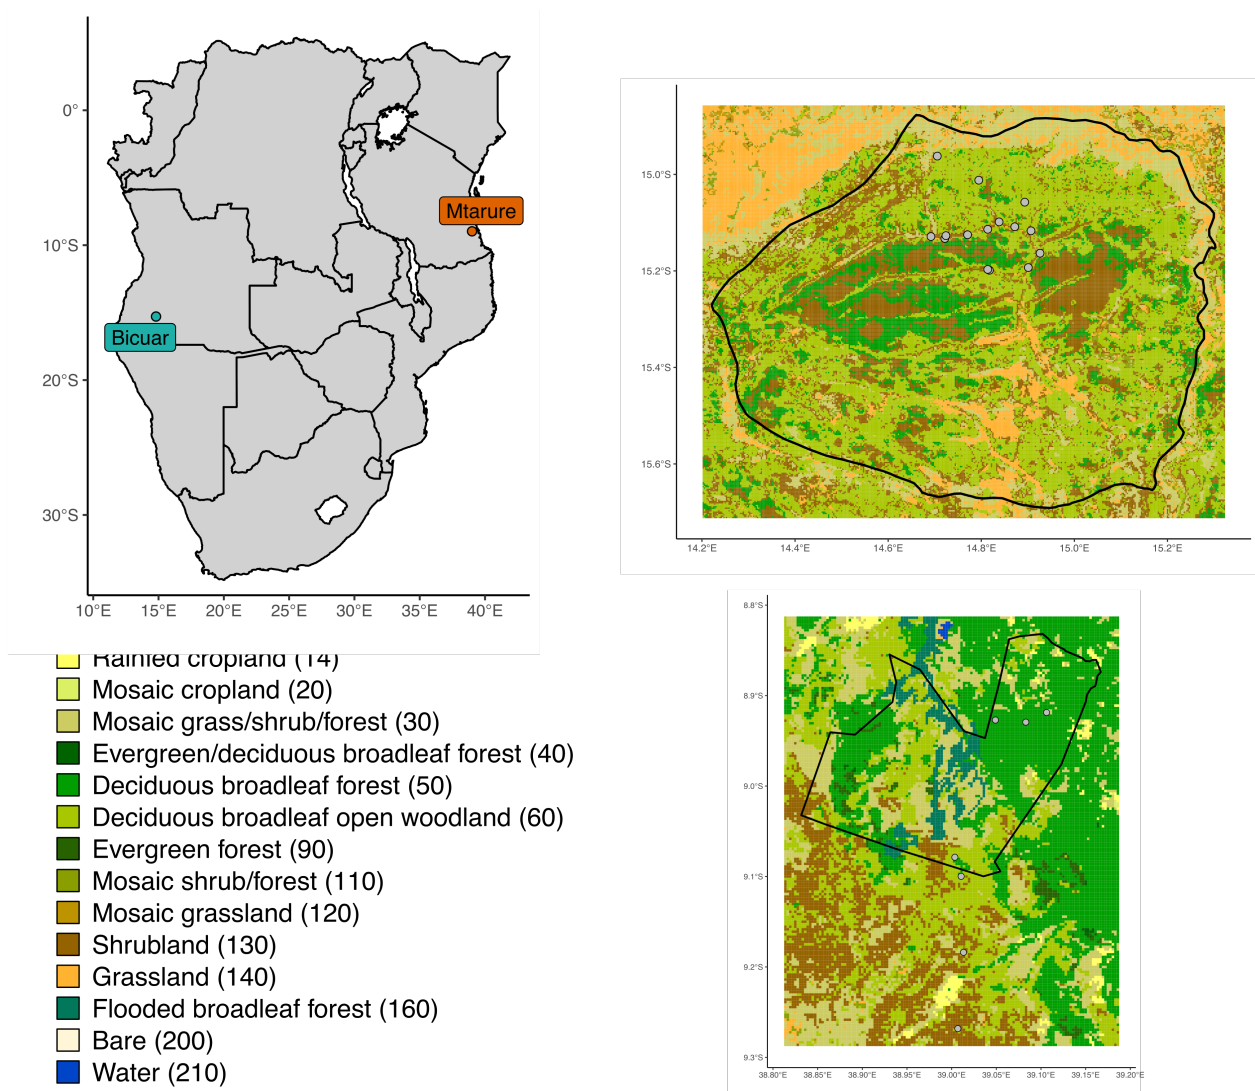 0°
10°S
20°S
30°S
Mtarure
Bicuar
10°E 15°E 20°E 25°E 30°E 35°E 40°E
15.0°S
15.2°S
15.4°S
15.6°S
14.2°E 14.4°E 14.6°E 14.8°E 15.0°E 15.2°E
Rainfed cropland (14)
Mosaic cropland (20)
Mosaic grass/shrub/forest (30)
Evergreen/deciduous broadleaf forest (40)
Deciduous broadleaf forest (50)
Deciduous broadleaf open woodland (60)
Evergreen forest (90)
Mosaic shrub/forest (110)
Mosaic grassland (120)
Shrubland (130)
Grassland (140)
Flooded broadleaf forest (160)
Bare (200)
Water (210)
8.8°S
8.9°S
9.0°S
9.1°S
9.2°S
9.3°S
38.80°E 38.85°E 38.90°E 38.95°E 39.00°E 39.05°E 39.10°E 39.15°E 39.20°E